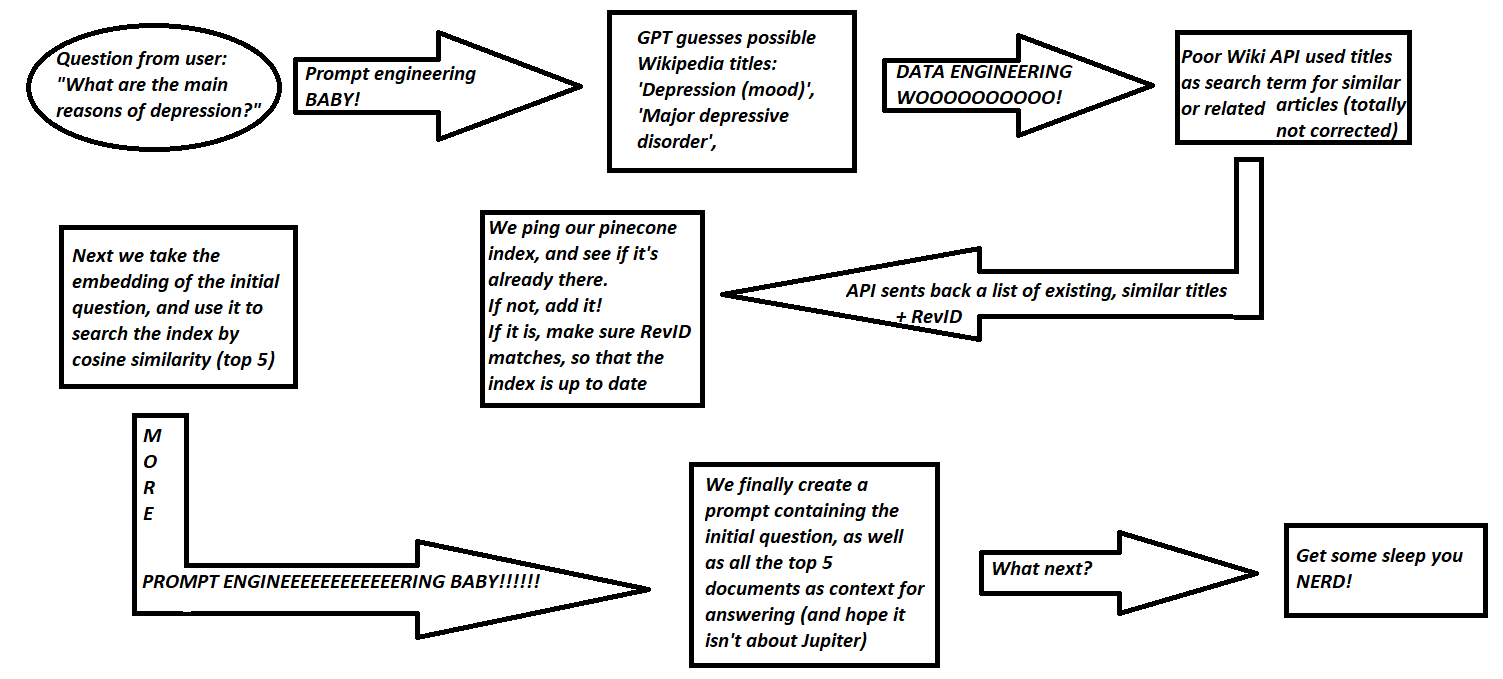 Question from user:
"What are the main
reasons of depression?"
Prompt engineering
BABY!
GPT guesses possible
Wikipedia titles:
'Depression (mood)',
'Major depressive
disorder',
DATA ENGINEERING
WOOOOOOOOOO!
Poor Wiki API used titles
as search term for similar
or related articles (totally
not corrected)
API sents back a list of existing, similar titles
+ RevID
We ping our pinecone
index, and see if it's
already there.
If not, add it!
If it is, make sure RevID
matches, so that the
index is up to date
Next we take the
embedding of the initial
question, and use it to
search the index by
cosine similarity (top 5)
M
O
R
E
PROMPT ENGINEEEEEEEEEEEERING BABY!!!!!!
We finally create a
prompt containing the
initial question, as well
as all the top 5
documents as context for
answering (and hope it
isn't about Jupiter)
What next?
Get some sleep you
NERD!